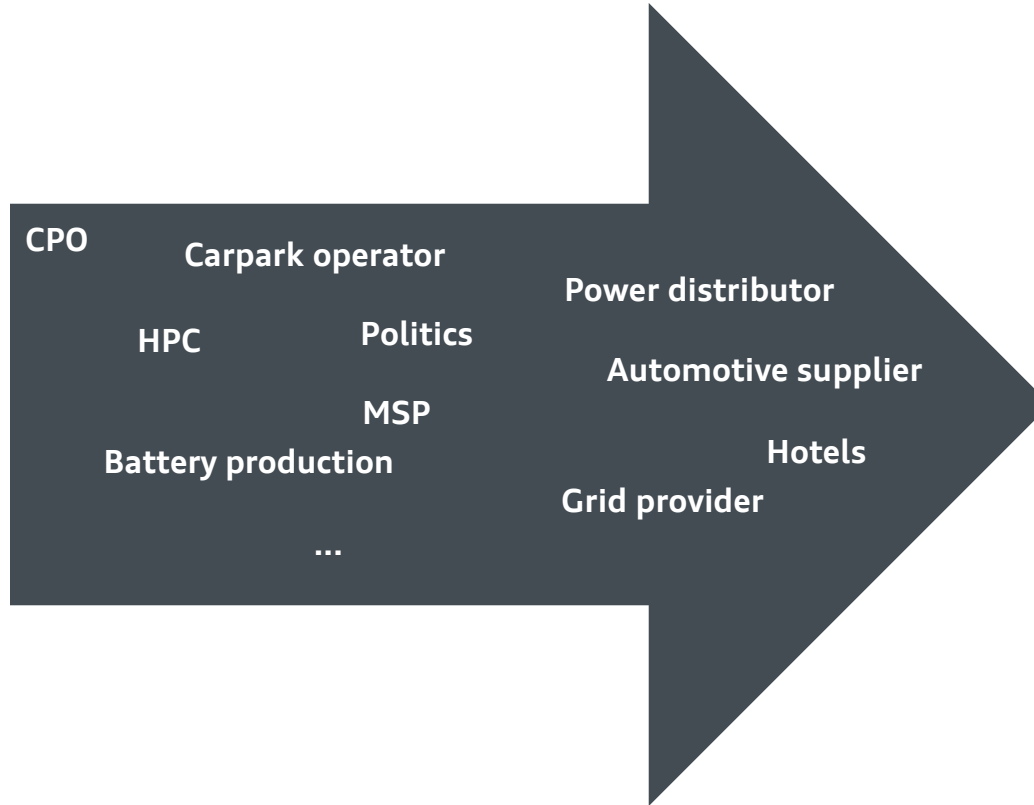 CPO
Carpark operator
Power distributor
HPC
Politics
Automotive supplier
MSP
Battery production
Hotels
Grid provider
...